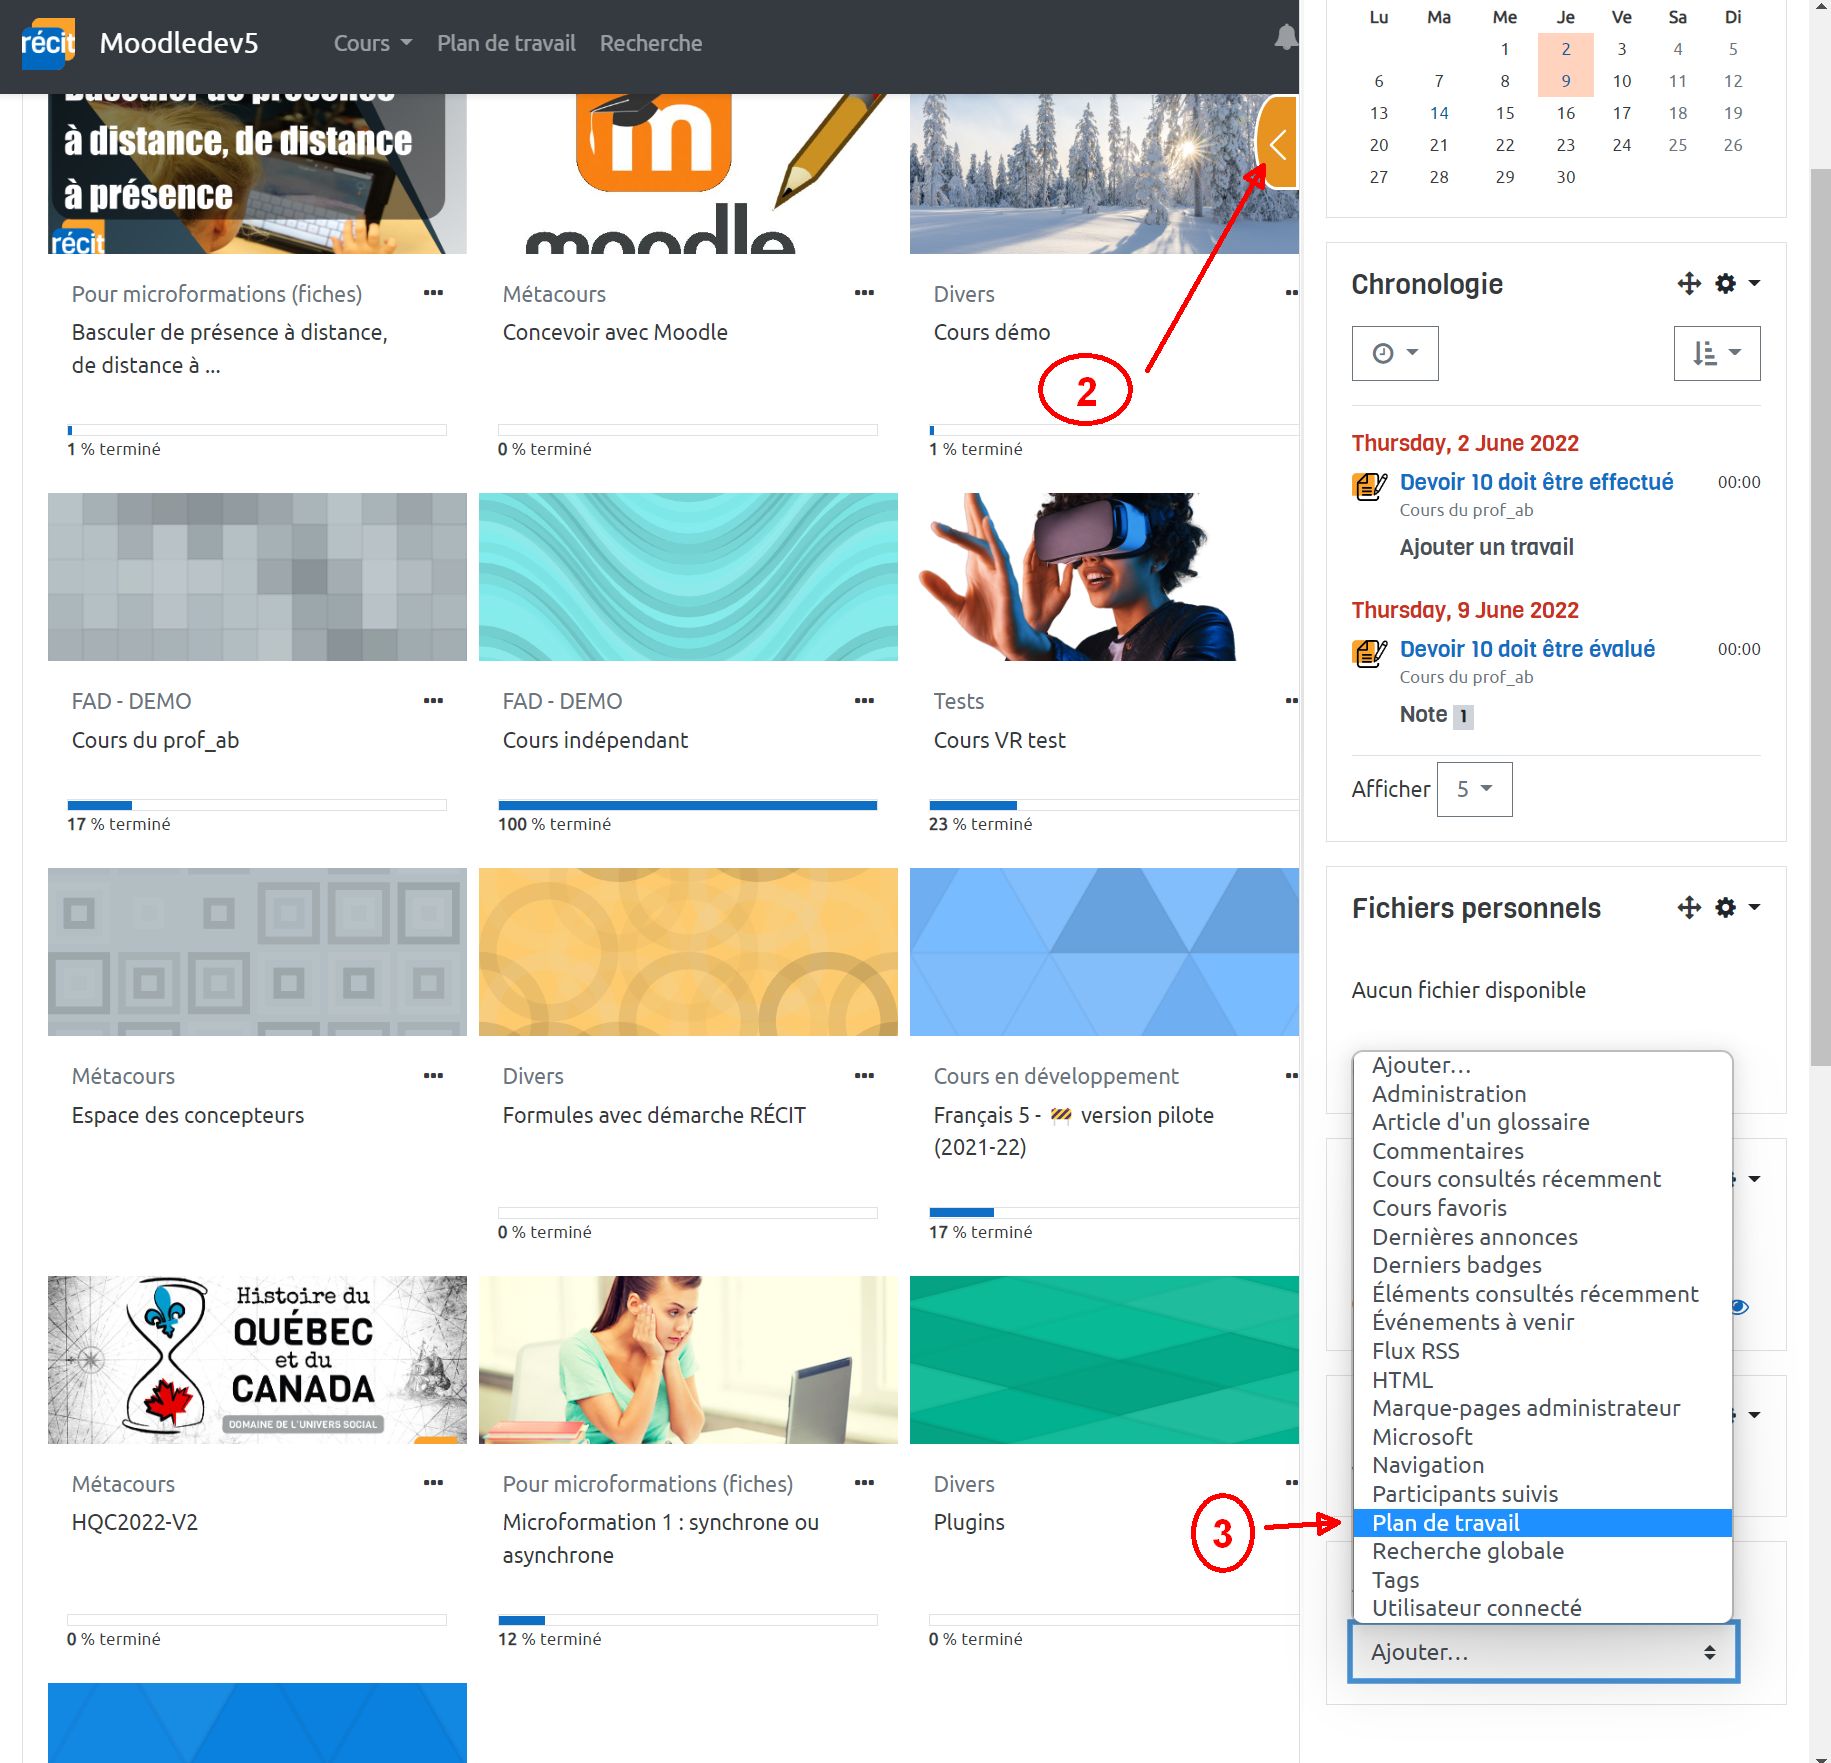 récit
Moodledev5
Cours
Plan de travail
Recherche
Basculer de présence
à distance, de distance
à présence
récit
m
moodle
Pour microformations (fiches)
Basculer de présence à distance,
de distance à ...
1 % terminé
Métacours
Concevoir avec Moodle
0 % terminé
Divers
Cours démo
1 % terminé
2
FAD - DEMO
Cours du prof_ab
17 % terminé
FAD - DEMO
Cours indépendant
100 % terminé
Tests
Cours VR test
23 % terminé
Métacours
Espace des concepteurs
Divers
Formules avec démarche RÉCIT
0 % terminé
Cours en développement
Français 5 - 🚧 version pilote
(2021-22)
17 % terminé
Histoire du
QUÉBEC
et du
CANADA
DOMAINE DE L'UNIVERS SOCIAL
Métacours
HQC2022-V2
0 % terminé
Pour microformations (fiches)
Microformation 1 : synchrone ou
asynchrone
12 % terminé
Divers
Plugins
0 % terminé
3
Lu Ma Me Je Ve Sa Di
1 2 3 4 5
6 7 8 9 10 11 12
13 14 15 16 17 18 19
20 21 22 23 24 25 26
27 28 29 30
Chronologie
Thursday, 2 June 2022
Devoir 10 doit être effectué 00:00
Cours du prof_ab
Ajouter un travail
Thursday, 9 June 2022
Devoir 10 doit être évalué 00:00
Cours du prof_ab
Note 1
Afficher 5
Fichiers personnels
Aucun fichier disponible
Ajouter...
Administration
Article d'un glossaire
Commentaires
Cours consultés récemment
Cours favoris
Dernières annonces
Derniers badges
Éléments consultés récemment
Événements à venir
Flux RSS
HTML
Marque-pages administrateur
Microsoft
Navigation
Participants suivis
Plan de travail
Recherche globale
Tags
Utilisateur connecté
Ajouter...